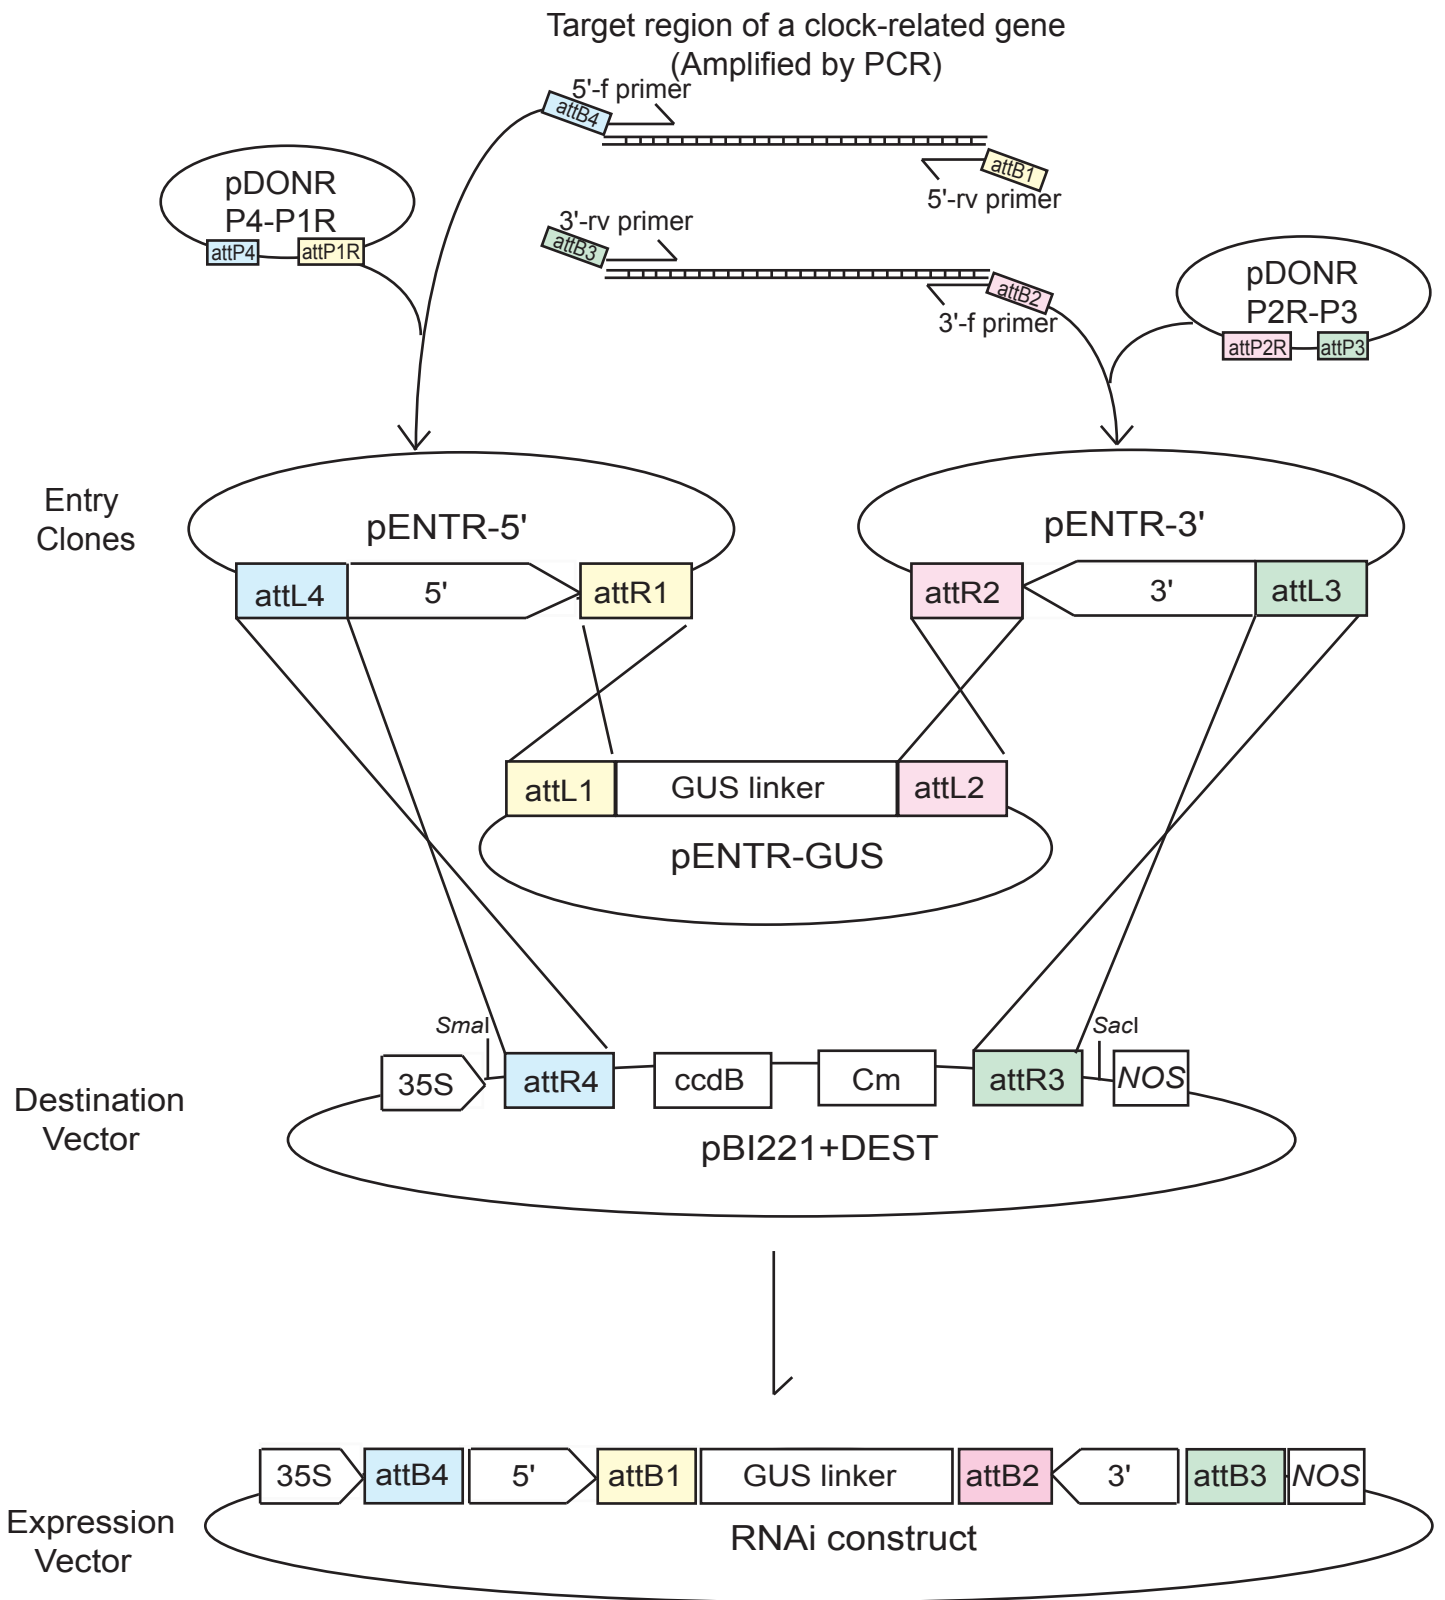 Target region of a clock-related gene
(Amplified by PCR)
5'-f primer
attB4
attB1
5'-rv primer
pDONR
P4-P1R
attP4
attP1R
3'-rv primer
attB3
attB2
3'-f primer
pDONR
P2R-P3
attP2R
attP3
Entry
Clones
pENTR-5'
attL4
5'
attR1
pENTR-3'
attR2
3'
attL3
attL1
GUS linker
attL2
pENTR-GUS
Destination
Vector
SmaI
SacI
35S
attR4
ccdB
Cm
attR3
NOS
pBI221+DEST
Expression
Vector
35S
attB4
5'
attB1
GUS linker
attB2
3'
attB3
NOS
RNAi construct